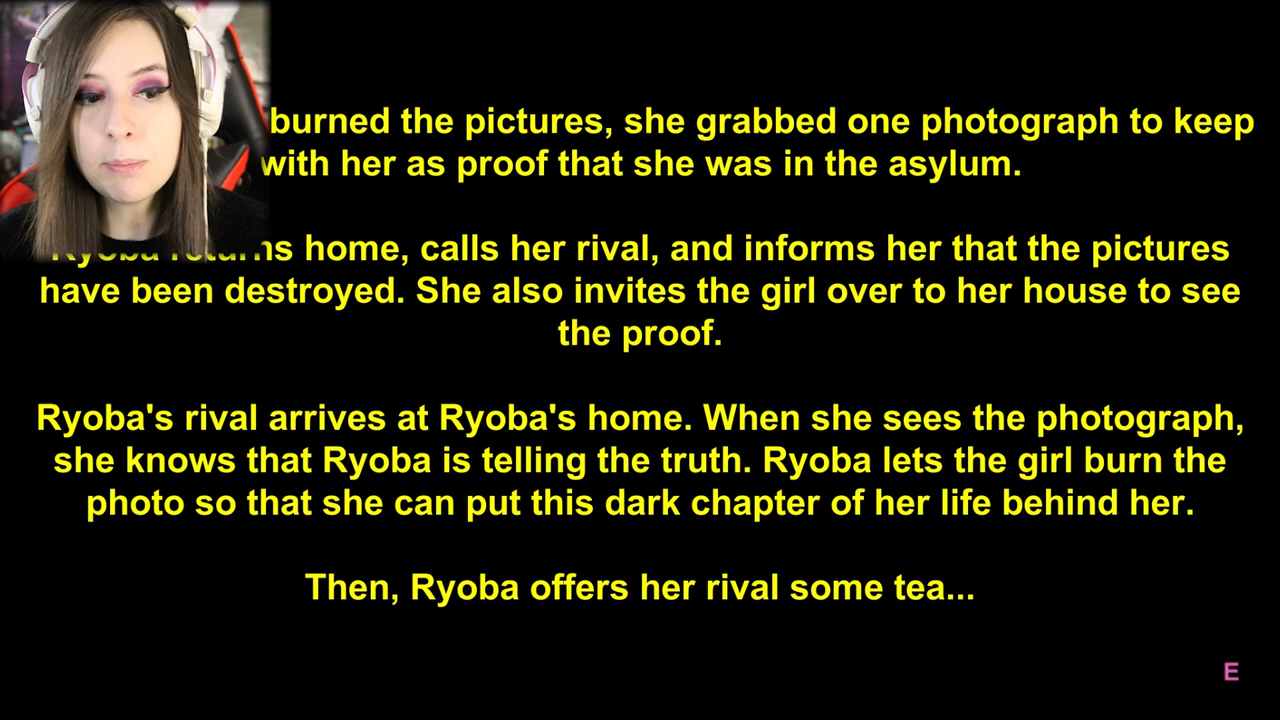 burned the pictures, she grabbed one photograph to keep
with her as proof that she was in the asylum.
Ryoba returns home, calls her rival, and informs her that the pictures
have been destroyed. She also invites the girl over to her house to see
the proof.
Ryoba's rival arrives at Ryoba's home. When she sees the photograph,
she knows that Ryoba is telling the truth. Ryoba lets the girl burn the
photo so that she can put this dark chapter of her life behind her.
Then, Ryoba offers her rival some tea...
E